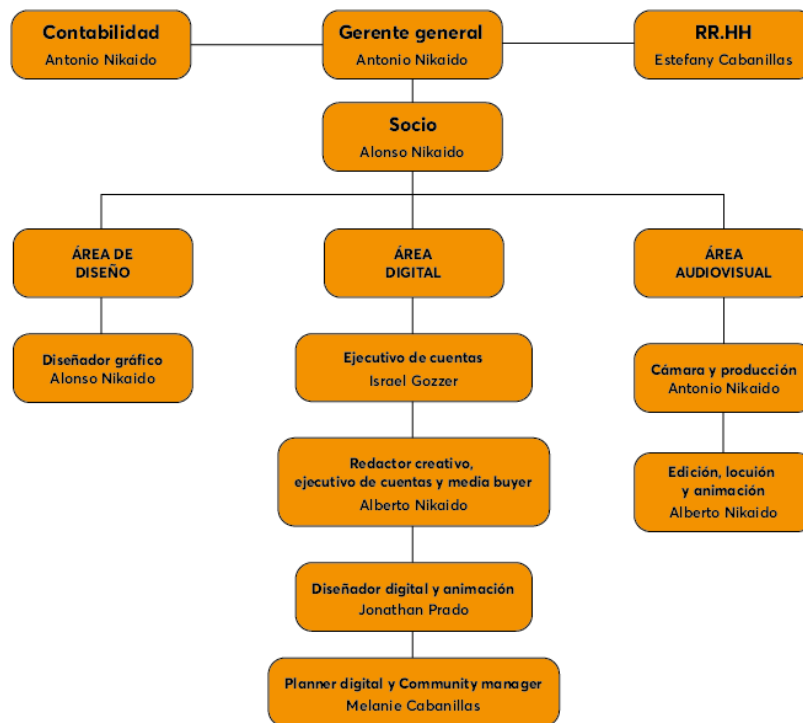 Contabilidad
Antonio Nikaido
Gerente general
Antonio Nikaido
RR.HH
Estefany Cabanillas
Socio
Alonso Nikaido
ÁREA DE
DISEÑO
ÁREA
DIGITAL
ÁREA
AUDIOVISUAL
Diseñador gráfico
Alonso Nikaido
Ejecutivo de cuentas
Israel Gozzer
Cámara y producción
Antonio Nikaido
Redactor creativo,
ejecutivo de cuentas y media buyer
Alberto Nikaido
Edición, locuión
y animación
Alberto Nikaido
Diseñador digital y animación
Jonathan Prado
Planner digital y Community manager
Melanie Cabanillas